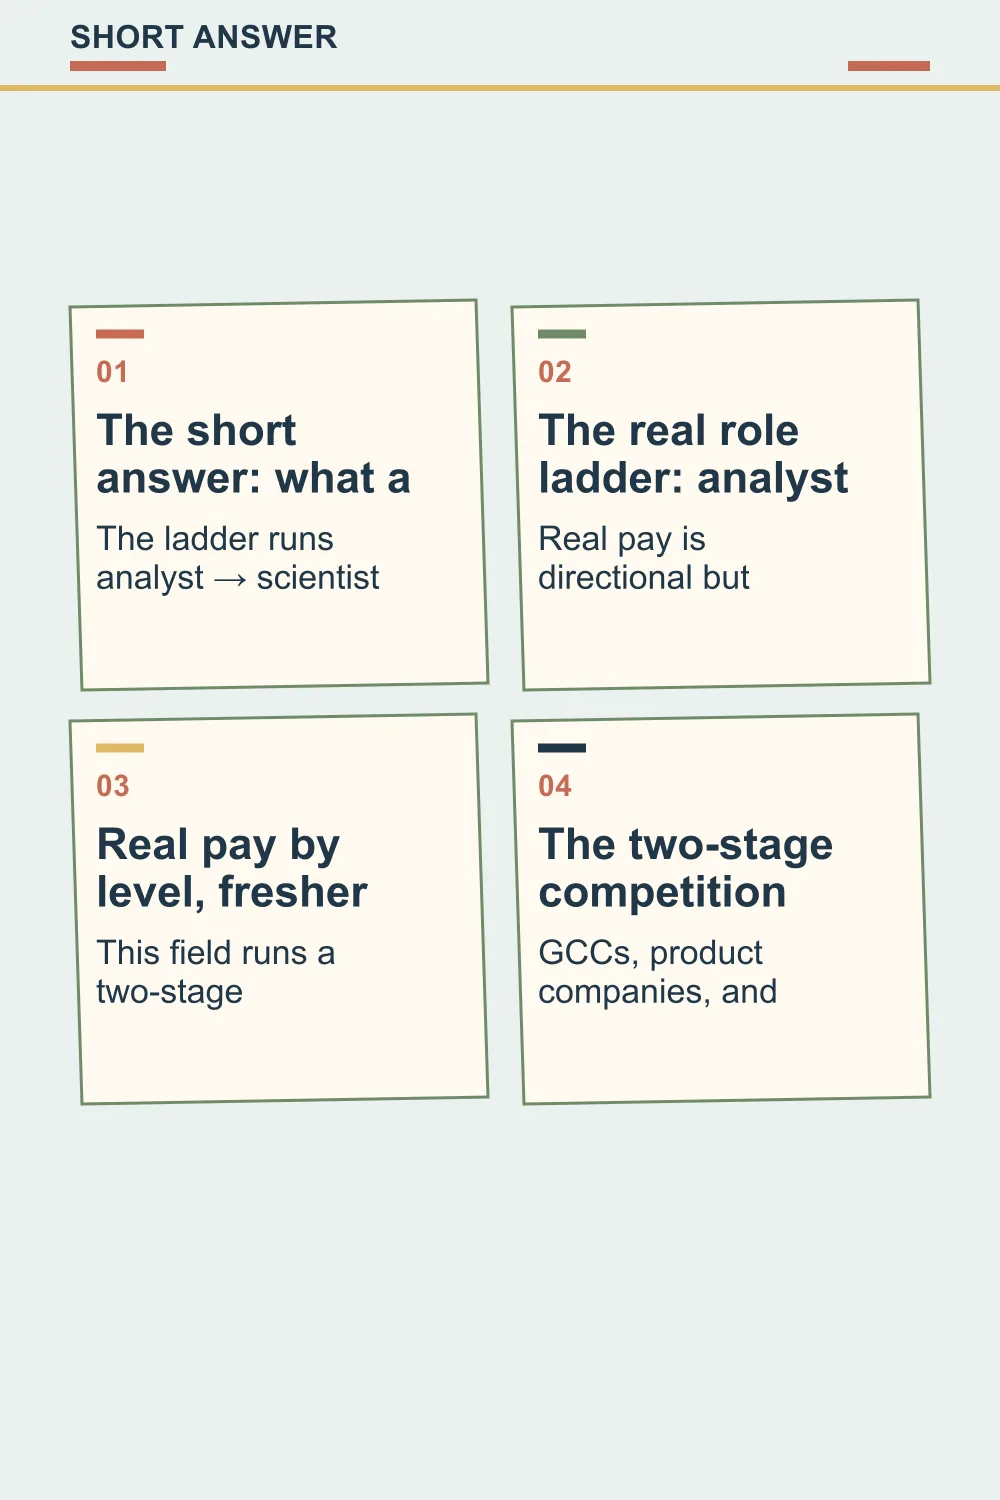 SHORT ANSWER
01
The short
answer: what a
The ladder runs
analyst → scientist
02
The real role
ladder: analyst
Real pay is
directional but
03
Real pay by
level, fresher
This field runs a
two-stage
04
The two-stage
competition
GCCs, product
companies, and